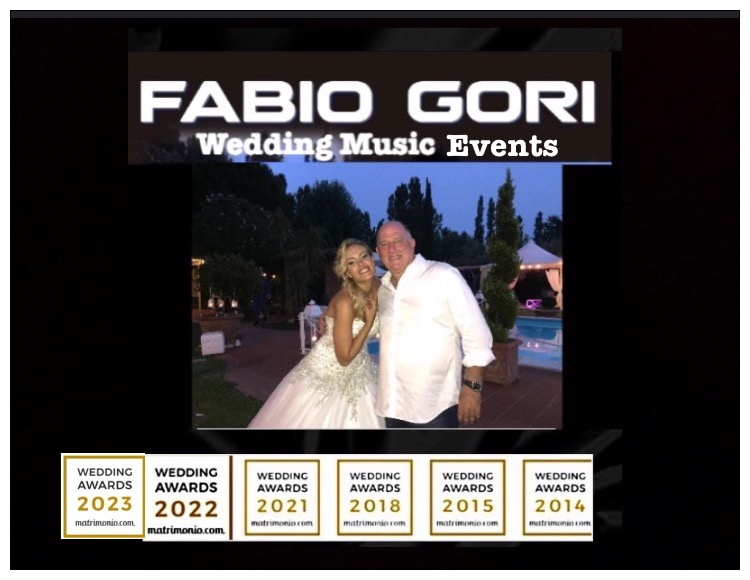 FABIO GORI
Wedding Music Events
WEDDING
AWARDS
2023
matrimonio.com
WEDDING
AWARDS
2022
matrimonio.com
WEDDING
AWARDS
2021
matrimonio.com
WEDDING
AWARDS
2018
matrimonio.com
WEDDING
AWARDS
2015
matrimonio.com
WEDDING
AWARDS
2014
matrimonio.com